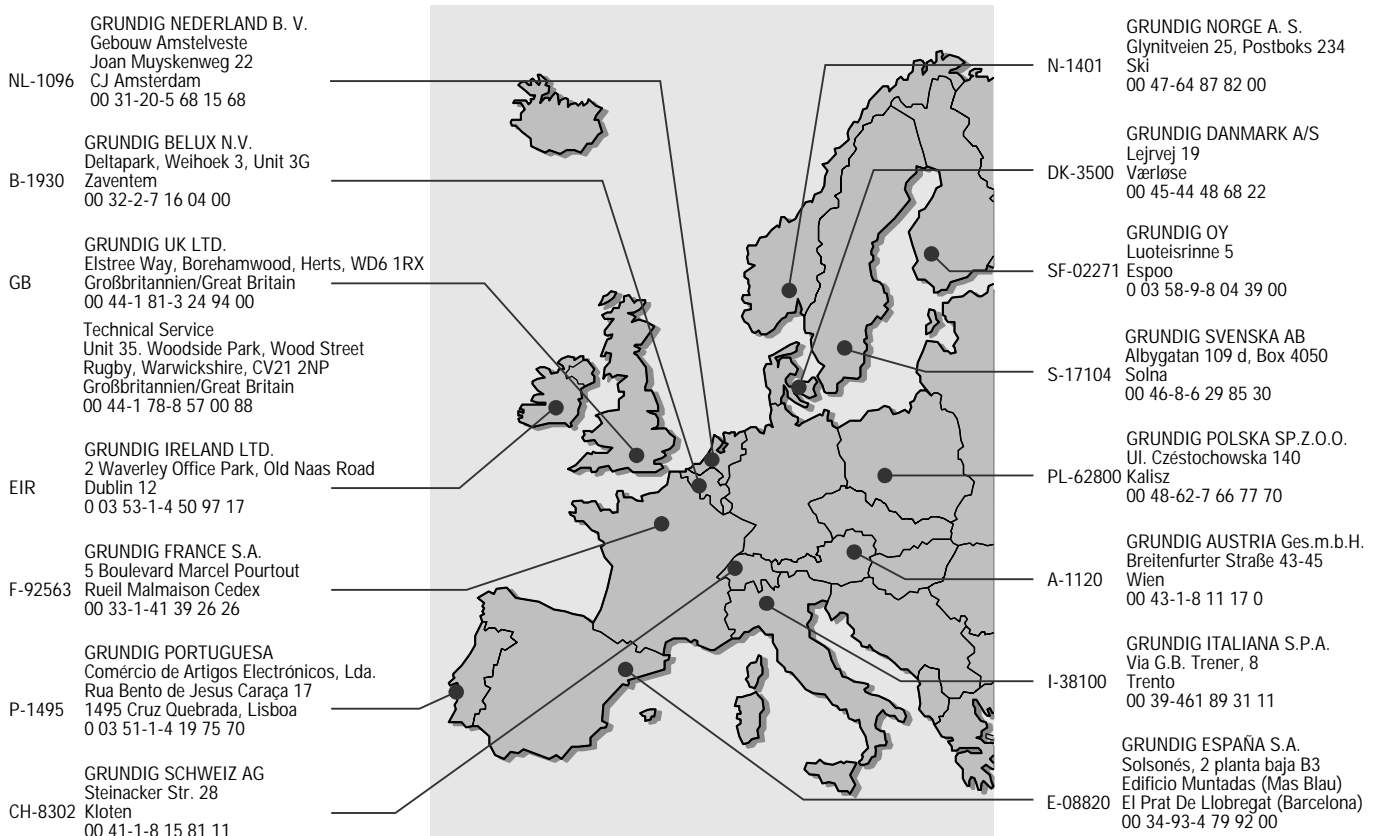 GRUNDIG NEDERLAND B. V.
Gebouw Amstelveste
Joan Muyskenweg 22
NL-1096 CJ Amsterdam
00 31-20-5 68 15 68
GRUNDIG BELUX N.V.
Deltapark, Weihoek 3, Unit 3G
B-1930 Zaventem
00 32-2-7 16 04 00
GRUNDIG UK LTD.
Elstree Way, Borehamwood, Herts, WD6 1RX
GB Großbritannien/Great Britain
00 44-1 81-3 24 94 00
Technical Service
Unit 35. Woodside Park, Wood Street
Rugby, Warwickshire, CV21 2NP
Großbritannien/Great Britain
00 44-1 78-8 57 00 88
GRUNDIG IRELAND LTD.
2 Waverley Office Park, Old Naas Road
EIR Dublin 12
0 03 53-1-4 50 97 17
GRUNDIG FRANCE S.A.
5 Boulevard Marcel Pourtout
F-92563 Rueil Malmaison Cedex
00 33-1-41 39 26 26
GRUNDIG PORTUGUESA
Comércio de Artigos Electrónicos, Lda.
Rua Bento de Jesus Caraça 17
P-1495 1495 Cruz Quebrada, Lisboa
0 03 51-1-4 19 75 70
GRUNDIG SCHWEIZ AG
Steinacker Str. 28
CH-8302 Kloten
00 41-1-8 15 81 11
GRUNDIG NORGE A. S.
Glynitveien 25, Postboks 234
N-1401 Ski
00 47-64 87 82 00
GRUNDIG DANMARK A/S
Lejrvej 19
DK-3500 Værløse
00 45-44 48 68 22
GRUNDIG OY
Luoteisrinne 5
SF-02271 Espoo
0 03 58-9-8 04 39 00
GRUNDIG SVENSKA AB
Albygatan 109 d, Box 4050
S-17104 Solna
00 46-8-6 29 85 30
GRUNDIG POLSKA SP.Z.O.O.
Ul. Czéstochowska 140
PL-62800 Kalisz
00 48-62-7 66 77 70
GRUNDIG AUSTRIA Ges.m.b.H.
Breitenfurter Straße 43-45
A-1120 Wien
00 43-1-8 11 17 0
GRUNDIG ITALIANA S.P.A.
Via G.B. Trener, 8
I-38100 Trento
00 39-461 89 31 11
GRUNDIG ESPAÑA S.A.
Solsonés, 2 planta baja B3
Edificio Muntadas (Mas Blau)
E-08820 El Prat De Llobregat (Barcelona)
00 34-93-4 79 92 00